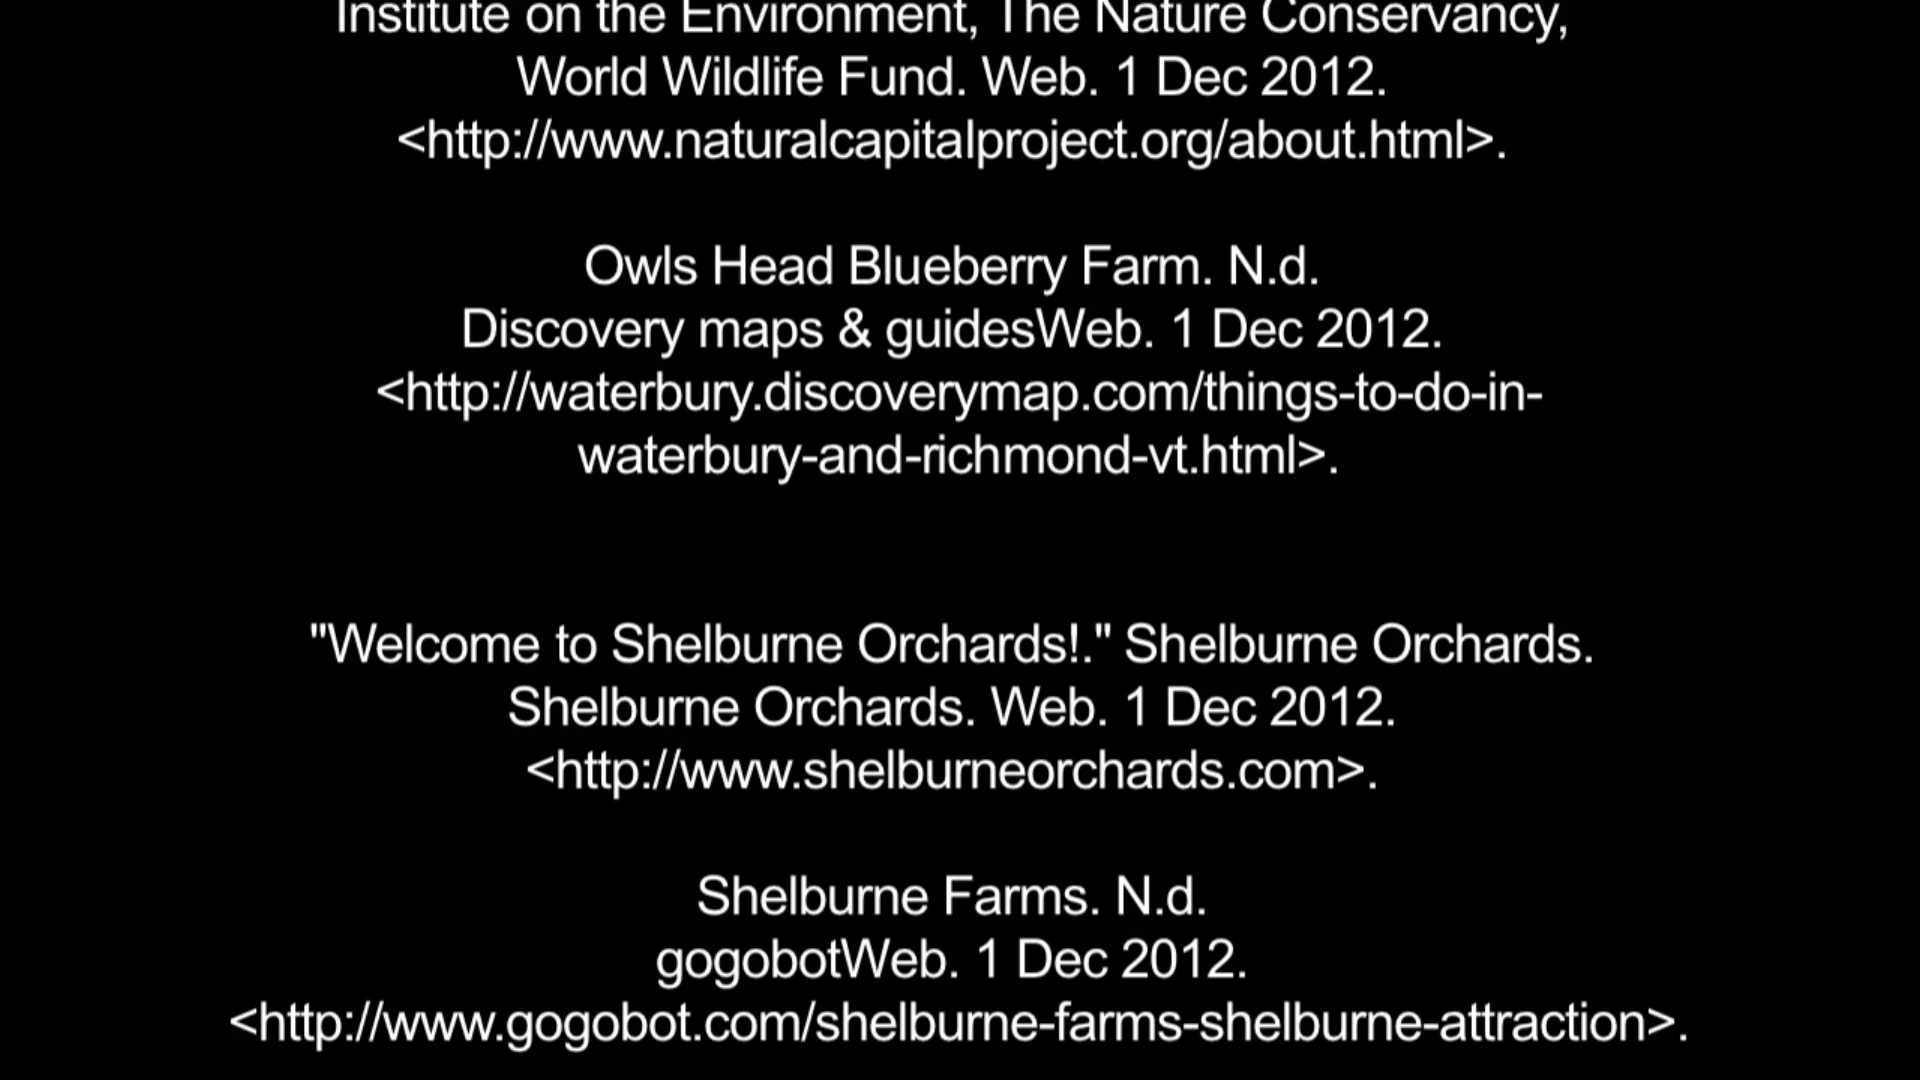 Institute on the Environment, The Nature Conservancy,
World Wildlife Fund. Web. 1 Dec 2012.
<http://www.naturalcapitalproject.org/about.html>.
Owls Head Blueberry Farm. N.d.
Discovery maps & guidesWeb. 1 Dec 2012.
<http://waterbury.discoverymap.com/things-to-do-in-
waterbury-and-richmond-vt.html>.
"Welcome to Shelburne Orchards!." Shelburne Orchards.
Shelburne Orchards. Web. 1 Dec 2012.
<http://www.shelburneorchards.com>.
Shelburne Farms. N.d.
gogobotWeb. 1 Dec 2012.
<http://www.gogobot.com/shelburne-farms-shelburne-attraction>.